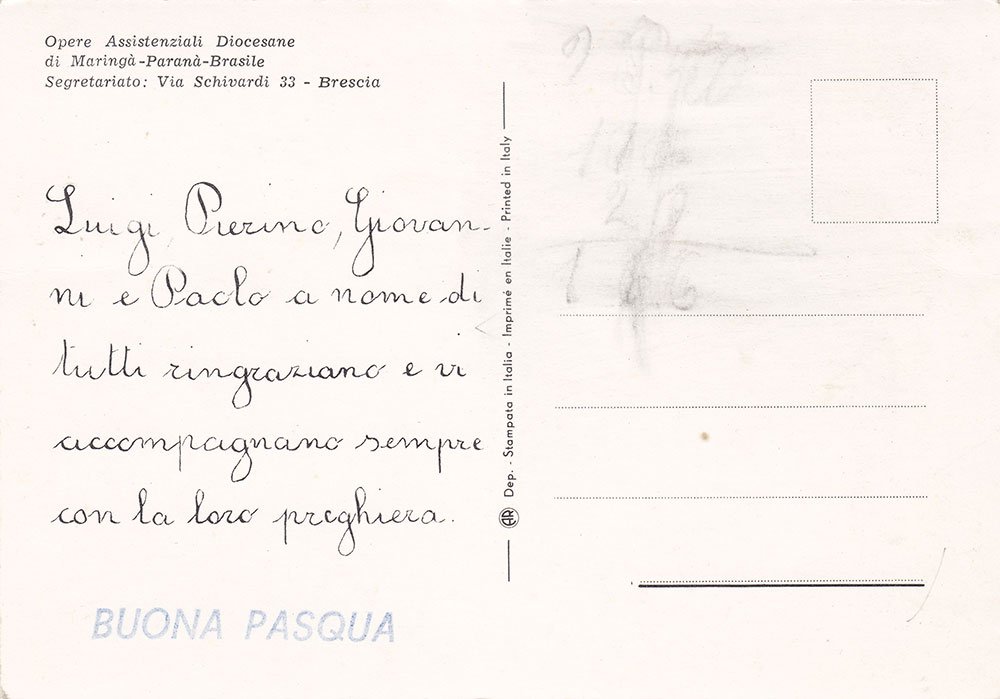 Opere Assistenziali Diocesane
di Maringà-Paranà-Brasile
Segretariato: Via Schivardi 33 - Brescia
Luigi, Pierino, Giovan-
ni e Paolo a nome di
tutti ringraziano e vi
accompagnano sempre
con la loro preghiera.
BUONA PASQUA
AR Dep. - Stampata in Italia - Imprimé en Italie - Printed in Italy